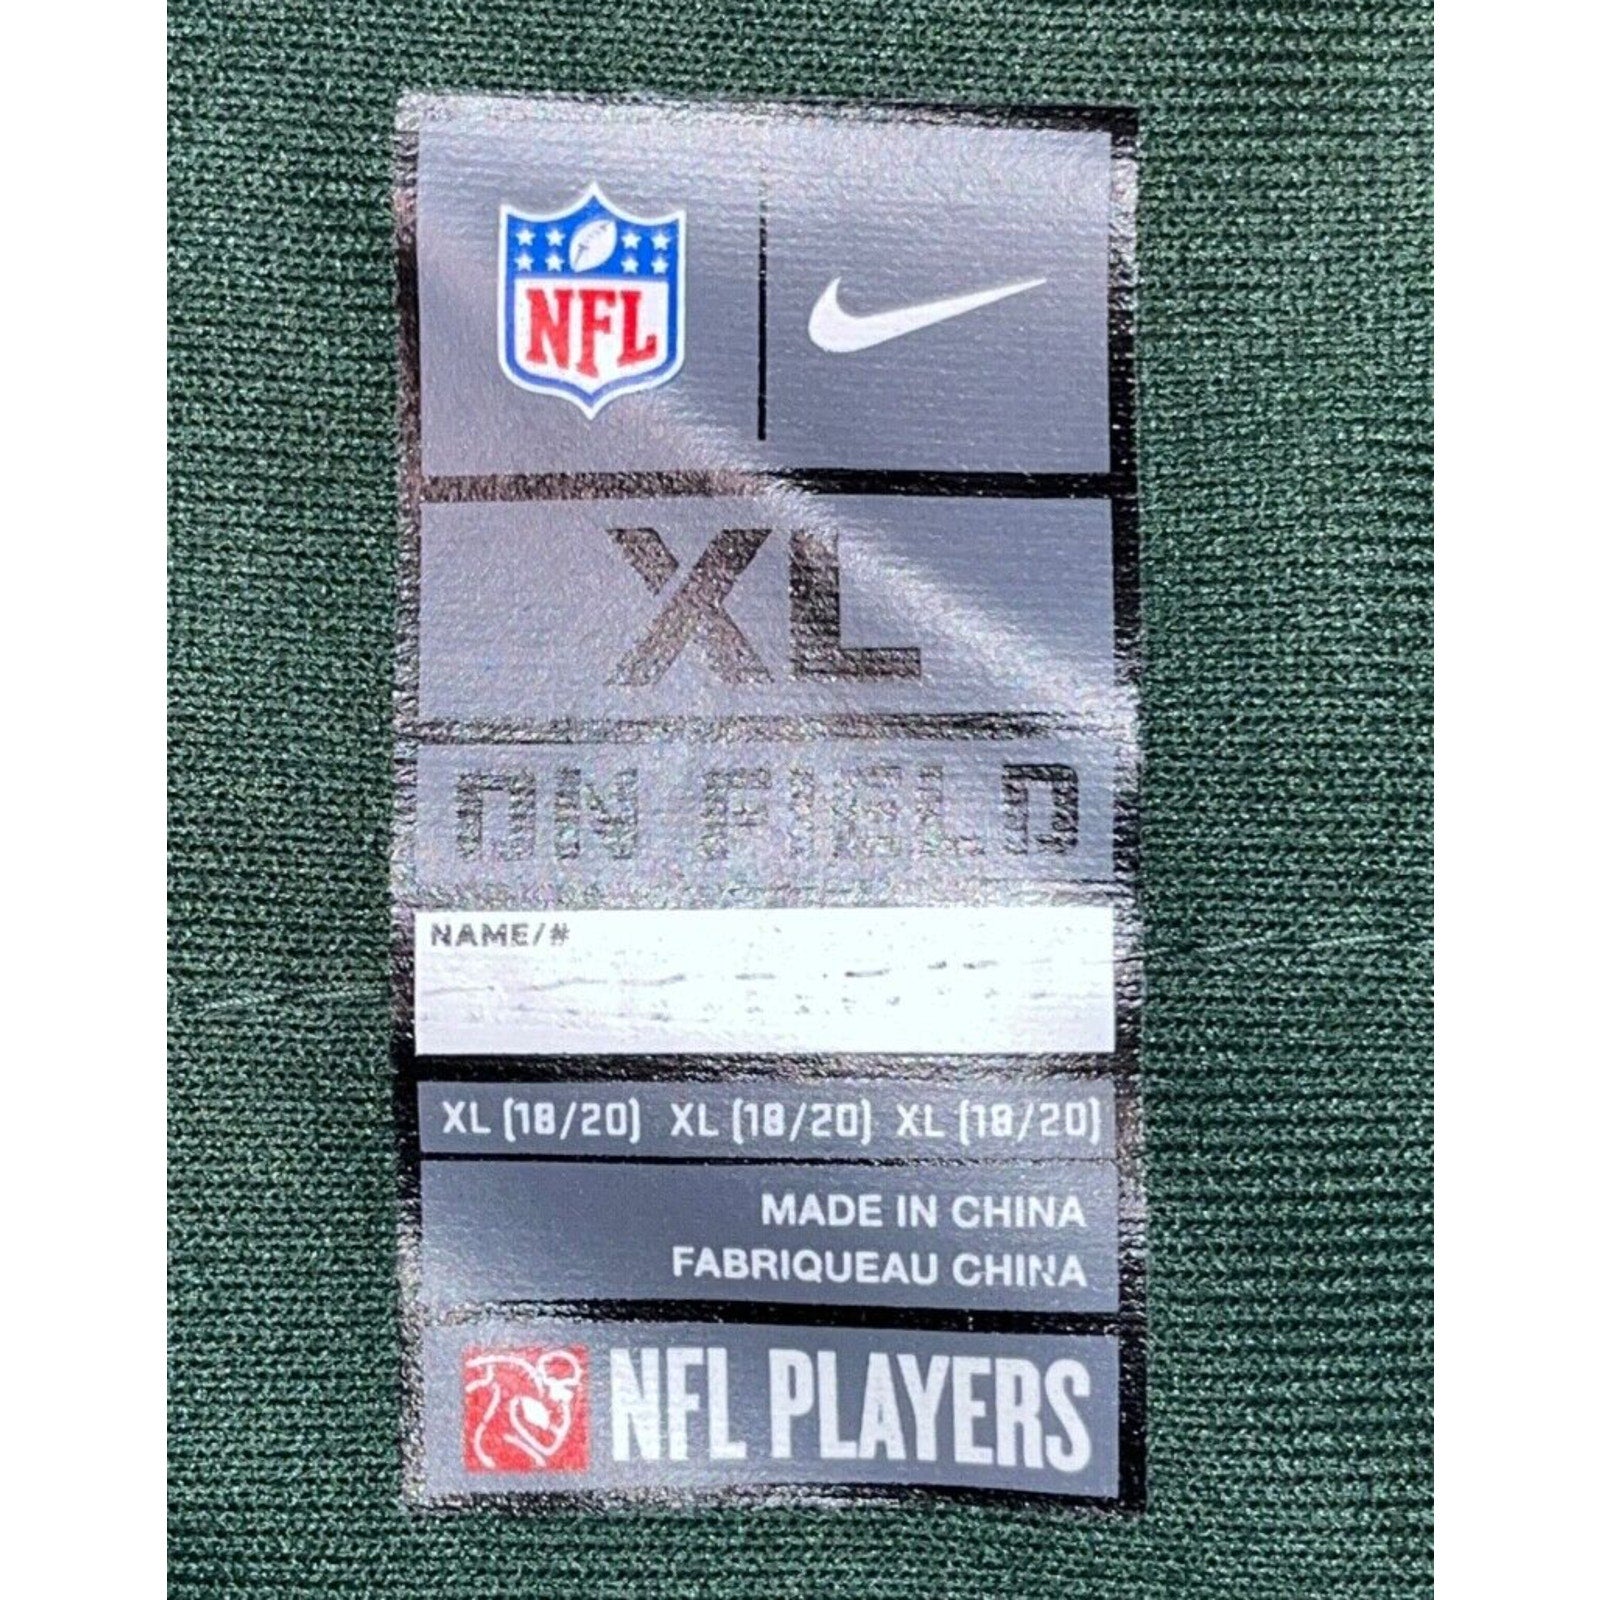 NFL
XL
ON FIELD
NAME/#
XL (18/20) XL (18/20) XL (18/20)
MADE IN CHINA
FABRIQUEAU CHINA
NFL PLAYERS